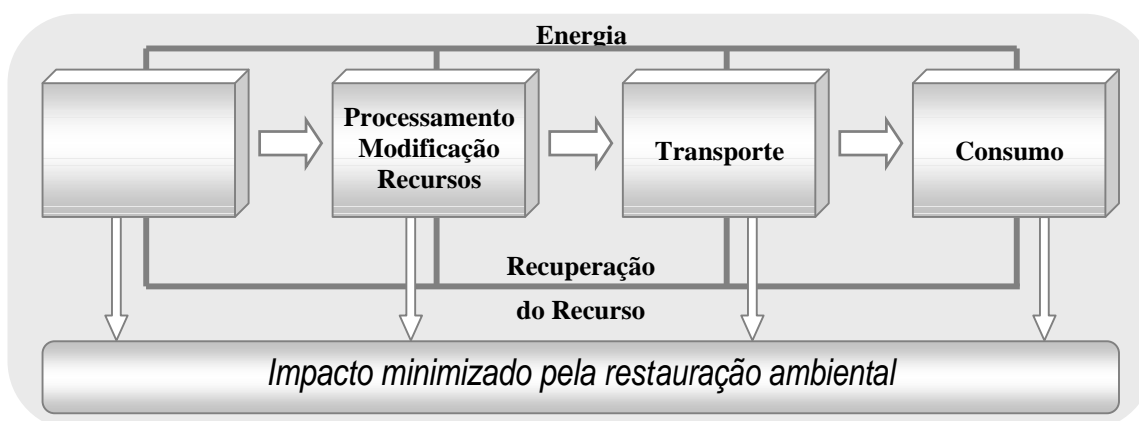 Energia
Processamento
Modificação
Recursos
Transporte
Consumo
Recuperação
do Recurso
Impacto minimizado pela restauração ambiental